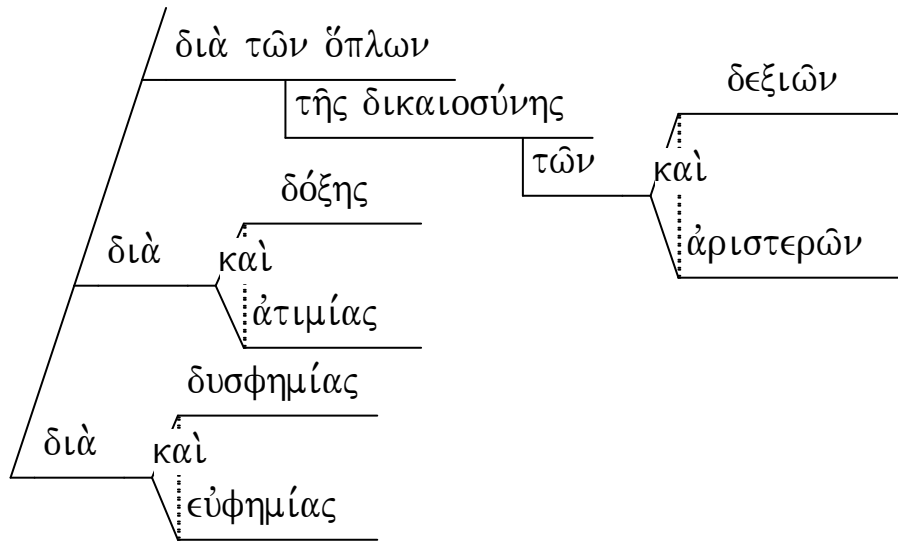 διὰ τῶν ὅπλων
τῆς δικαιοσύνης
τῶν
δεξιῶν
καὶ
ἀριστερῶν
διὰ
δόξης
καὶ
ἀτιμίας
διὰ
δυσφημίας
καὶ
εὐφημίας